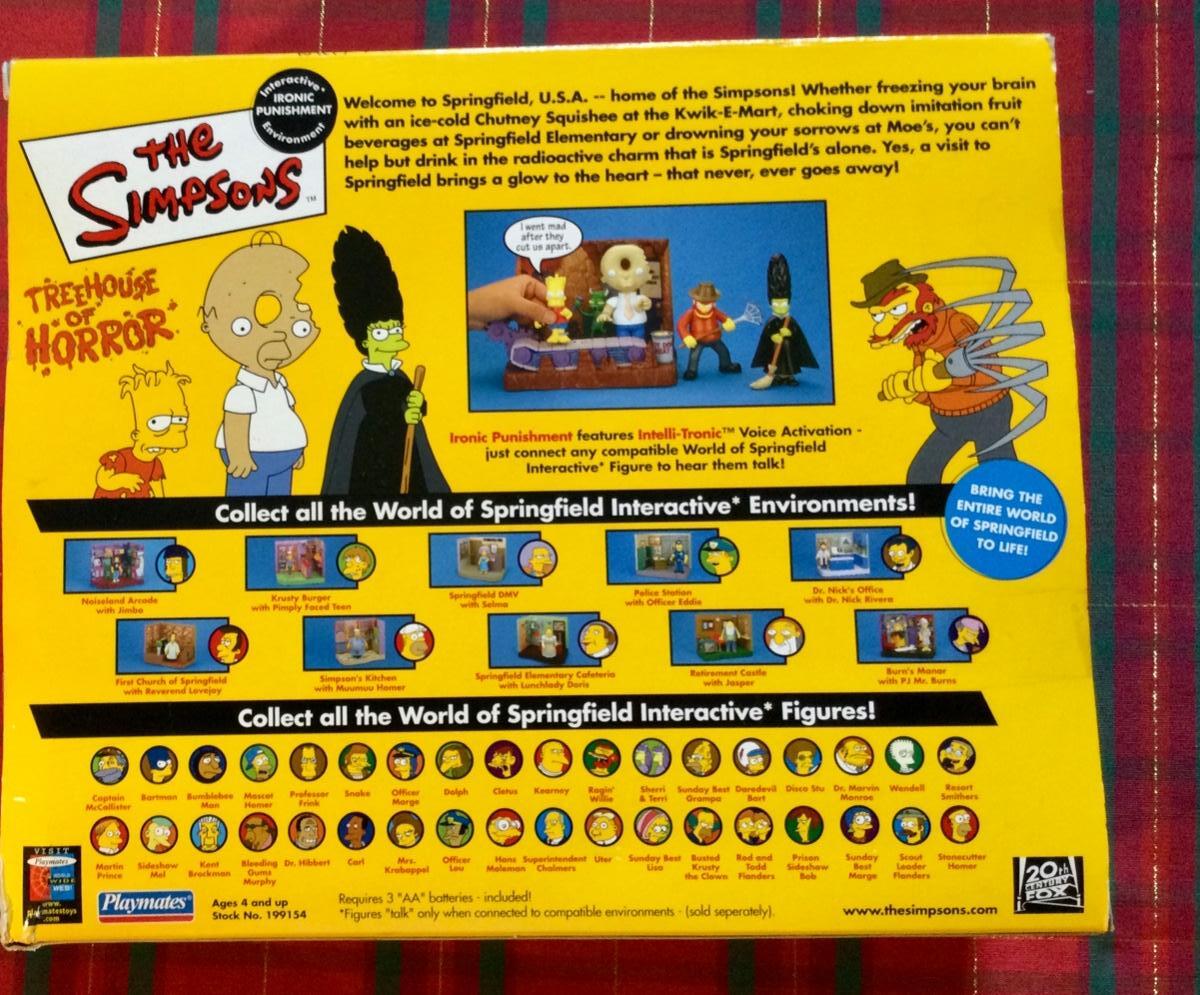 Interactive*
IRONIC
PUNISHMENT
Environment
THE
SIMPSONS™
Welcome to Springfield, U.S.A. -- home of the Simpsons! Whether freezing your brain
with an ice-cold Chutney Squishee at the Kwik-E-Mart, choking down imitation fruit
beverages at Springfield Elementary or drowning your sorrows at Moe's, you can't
help but drink in the radioactive charm that is Springfield's alone. Yes, a visit to
Springfield brings a glow to the heart – that never, ever goes away!
TREEHOUSE
OF
HORROR
I went mad
after they
cut us apart.
Ironic Punishment features Intelli-Tronic™ Voice Activation -
just connect any compatible World of Springfield
Interactive* Figure to hear them talk!
Collect all the World of Springfield Interactive* Environments!
BRING THE
ENTIRE WORLD
OF SPRINGFIELD
TO LIFE!
Noiseland Arcade
with Jimbo
Krusty Burger
with Pimply Faced Teen
Springfield DMV
with Selma
Police Station
with Officer Eddie
Dr. Nick's Office
with Dr. Nick Rivera
First Church of Springfield
with Reverend Lovejoy
Simpson's Kitchen
with Muumuu Homer
Springfield Elementary Cafeteria
with Lunchlady Doris
Retirement Castle
with Jasper
Burn's Manor
with PJ Mr. Burns
Collect all the World of Springfield Interactive* Figures!
Captain
McCallister
Bartman
Bumblebee
Man
Mascot
Homer
Professor
Frink
Snake
Officer
Marge
Dolph
Cletus
Kearney
Ragin'
Willie
Sherri
& Terri
Sunday Best
Grampa
Daredevil
Bart
Disco Stu
Dr. Marvin
Monroe
Wendell
Resort
Smithers
Martin
Prince
Sideshow
Mel
Kent
Brockman
Bleeding
Gums
Murphy
Dr. Hibbert
Carl
Mrs.
Krabappel
Officer
Lou
Hans
Moleman
Superintendent
Chalmers
Uter
Sunday Best
Lisa
Busted
Krusty
the Clown
Rod and
Todd
Flanders
Prison
Sideshow
Bob
Sunday
Best
Marge
Scout
Leader
Flanders
Stonecutter
Homer
VISIT
Playmates
WORLD
WIDE
WEB!
www.
matestoys
.com
Playmates®
Ages 4 and up
Stock No. 199154
Requires 3 "AA" batteries - included!
*Figures "talk" only when connected to compatible environments - (sold seperately).
www.thesimpsons.com
20th
CENTURY
FOX